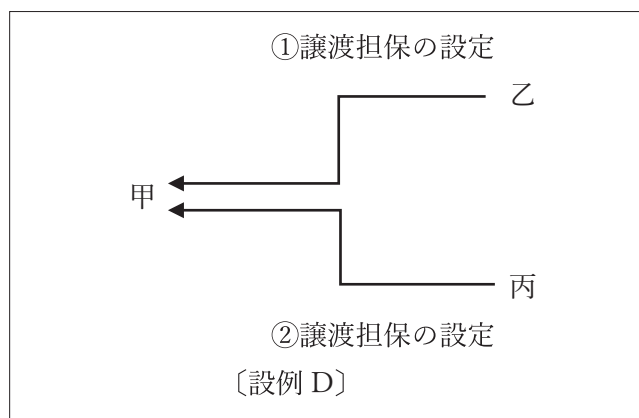 ①譲渡担保の設定
乙
甲
丙
②譲渡担保の設定
〔設例 D〕